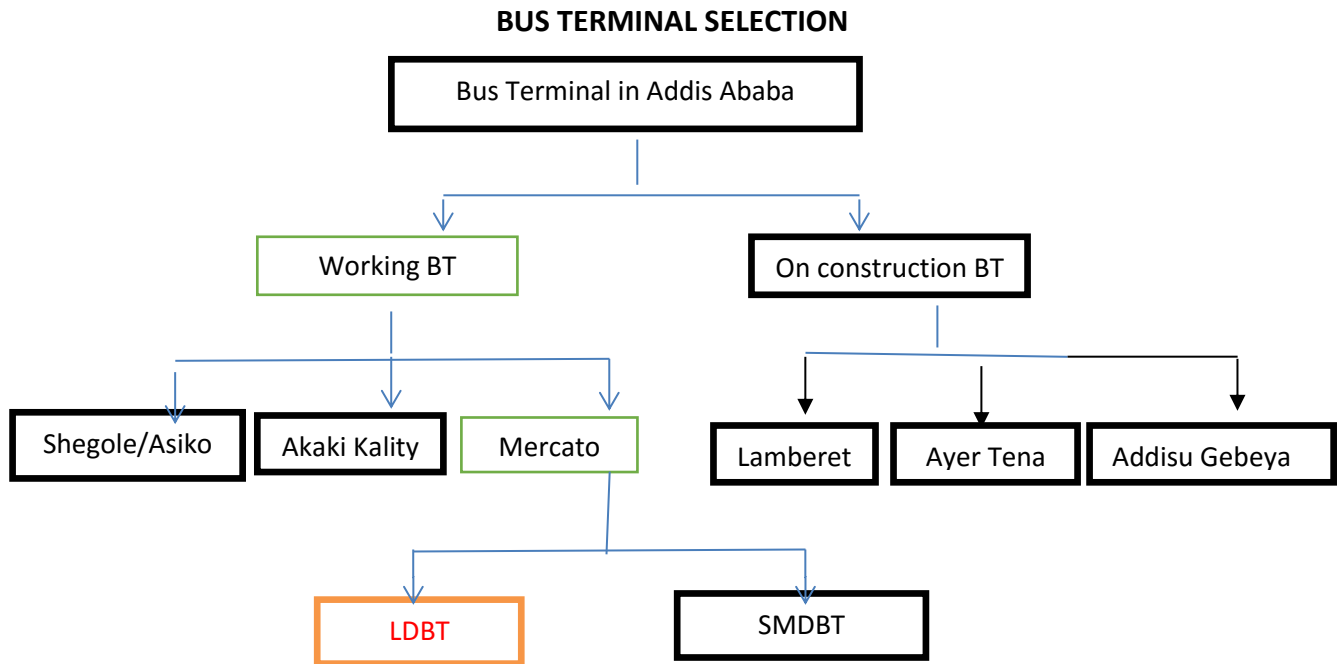 BUS TERMINAL SELECTION
Bus Terminal in Addis Ababa
Working BT
On construction BT
Shegole/Asiko
Akaki Kality
Mercato
Lamberet
Ayer Tena
Addisu Gebeya
LDBT
SMDBT